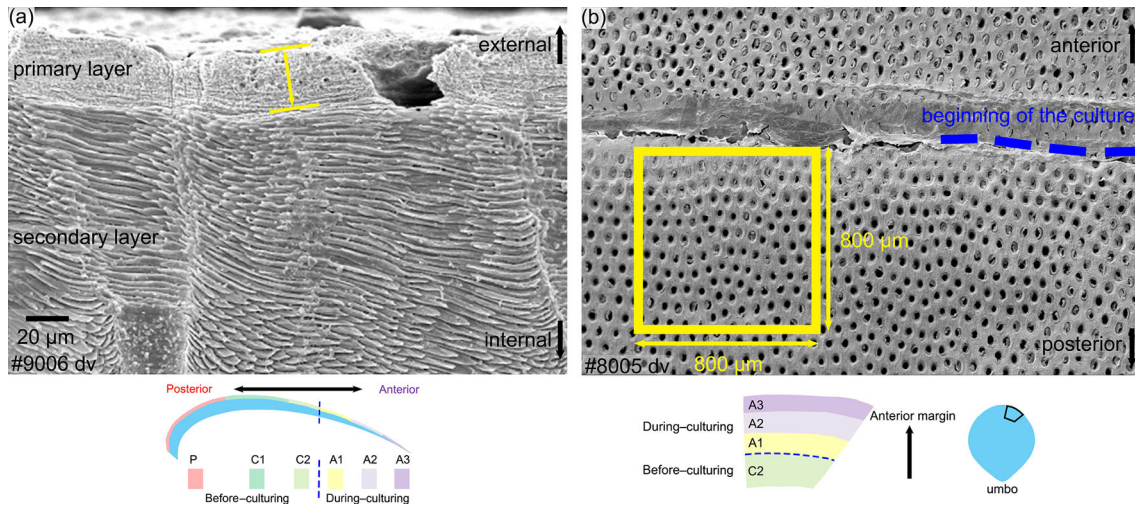 (a)
external
primary layer
secondary layer
20 µm
#9006 dv
internal
(b)
anterior
beginning of the culture
800 µm
800 µm
#8005 dv
posterior
Posterior
Anterior
P
C1
C2
A1
A2
A3
Before–culturing
During–culturing
During–culturing
Before–culturing
A3
A2
A1
C2
Anterior margin
umbo